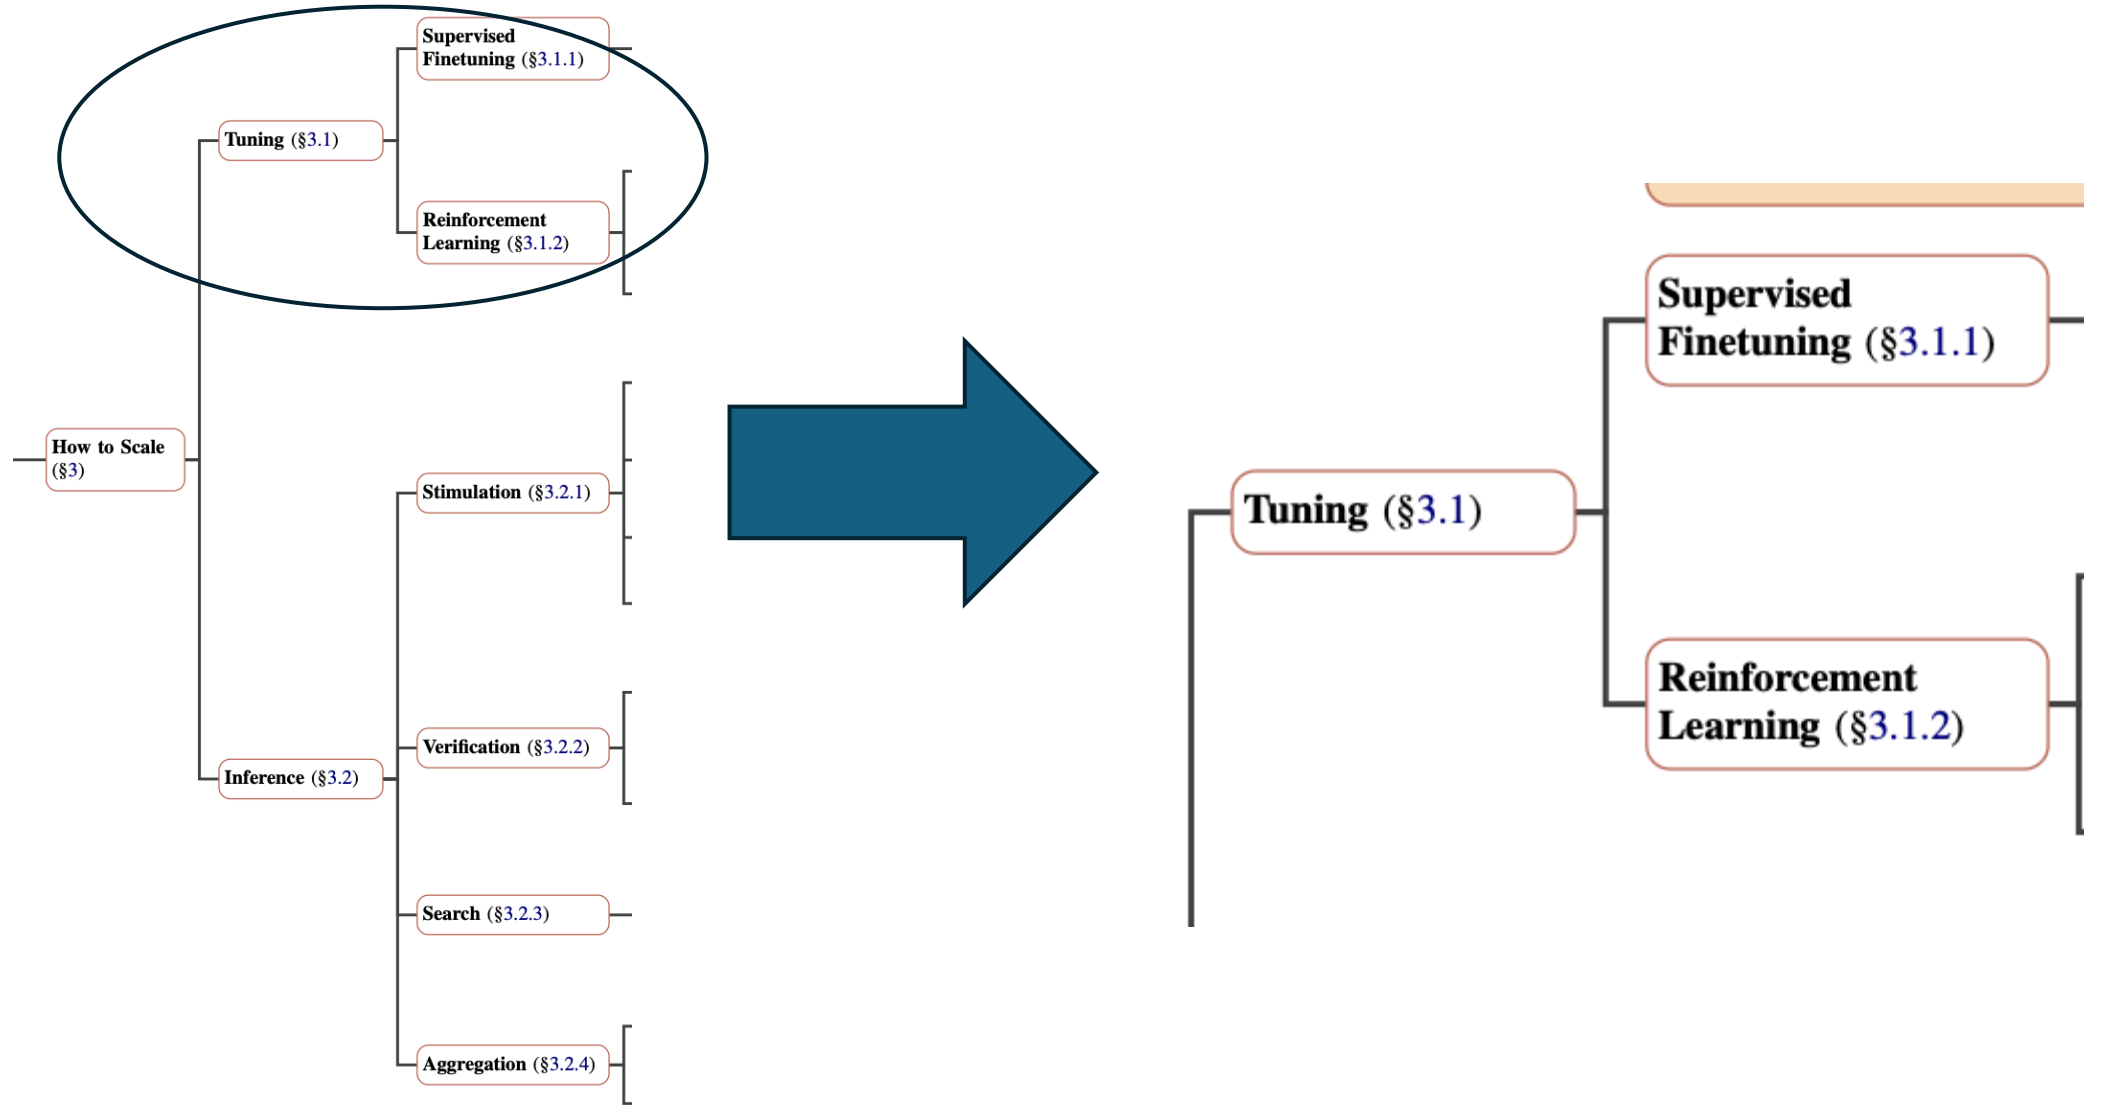 Supervised
Finetuning (§3.1.1)
Tuning (§3.1)
Reinforcement
Learning (§3.1.2)
How to Scale
(§3)
Stimulation (§3.2.1)
Verification (§3.2.2)
Inference (§3.2)
Search (§3.2.3)
Aggregation (§3.2.4)
Supervised
Finetuning (§3.1.1)
Tuning (§3.1)
Reinforcement
Learning (§3.1.2)